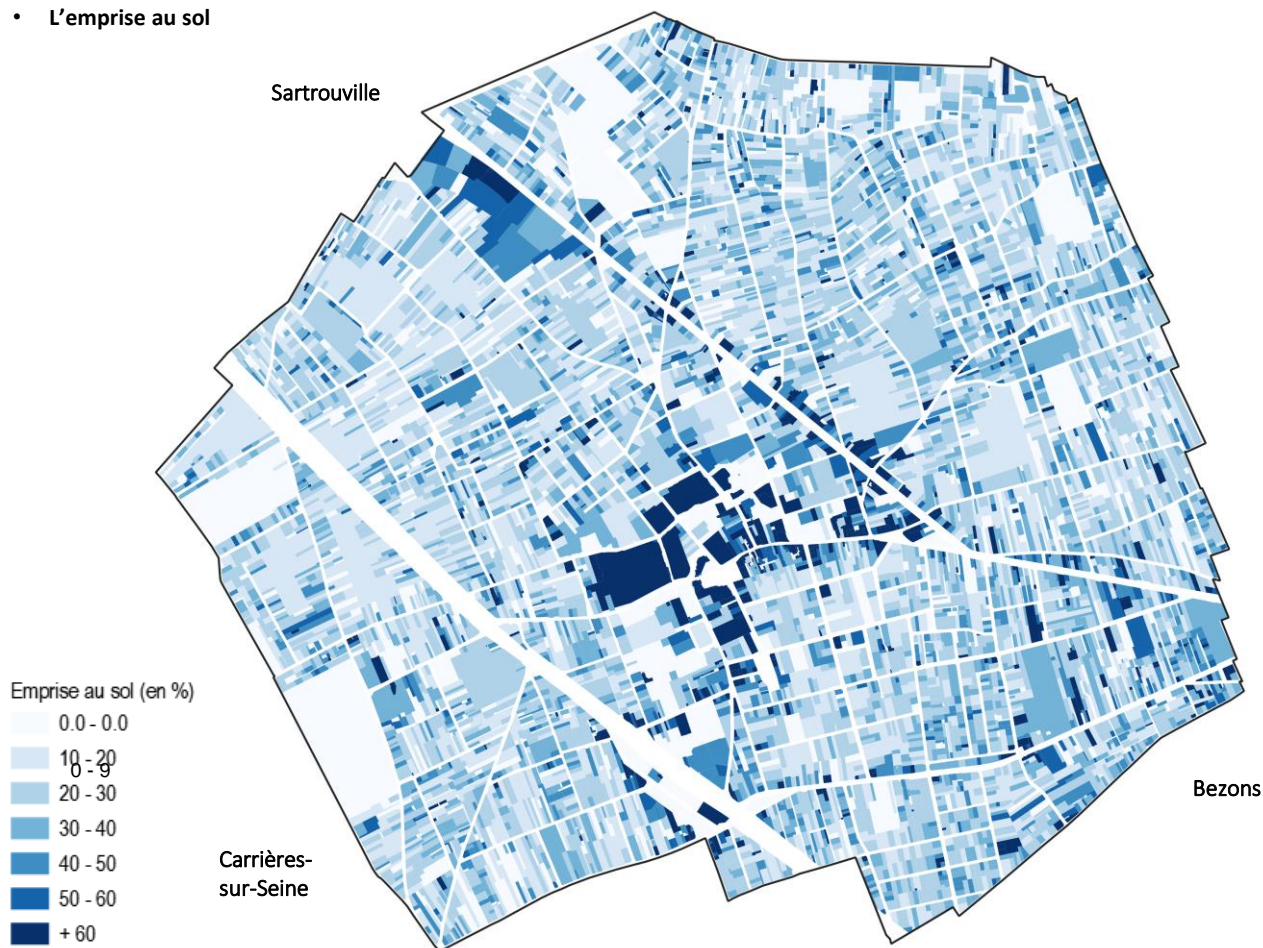 • L'emprise au sol
Sartrouville
Emprise au sol (en %)
0.0 - 0.0
10 - 20
0 - 9
20 - 30
30 - 40
40 - 50
50 - 60
+ 60
Carrières-
sur-Seine
Bezons